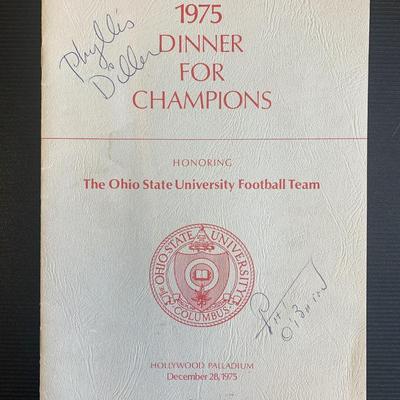 1975
DINNER
FOR
CHAMPIONS
Phyllis
Diller
HONORING
The Ohio State University Football Team
THE OHIO STATE UNIVERSITY
COLUMBUS
Pat
O'Brien
HOLLYWOOD PALLADIUM
December 28, 1975